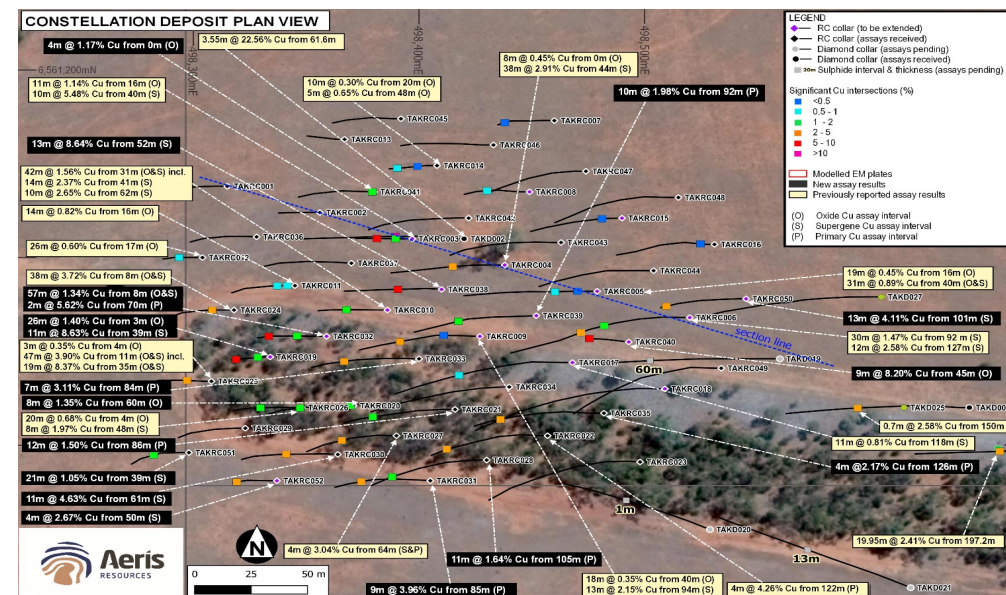 CONSTELLATION DEPOSIT PLAN VIEW
498,300mE
498,400mE
498,500mE
6,561,200mN
4m @ 1.17% Cu from 0m (O)
3.55m @ 22.56% Cu from 61.6m
11m @ 1.14% Cu from 16m (O)
10m @ 5.48% Cu from 40m (S)
10m @ 0.30% Cu from 20m (O)
5m @ 0.65% Cu from 48m (O)
8m @ 0.45% Cu from 0m (O)
38m @ 2.91% Cu from 44m (S)
10m @ 1.98% Cu from 92m (P)
13m @ 8.64% Cu from 52m (S)
42m @ 1.56% Cu from 31m (O&S) incl.
14m @ 2.37% Cu from 41m (S)
10m @ 2.65% Cu from 62m (S)
14m @ 0.82% Cu from 16m (O)
26m @ 0.60% Cu from 17m (O)
38m @ 3.72% Cu from 8m (O&S)
57m @ 1.34% Cu from 8m (O&S)
2m @ 5.62% Cu from 70m (P)
26m @ 1.40% Cu from 3m (O)
11m @ 8.63% Cu from 39m (S)
3m @ 0.35% Cu from 4m (O)
47m @ 3.90% Cu from 11m (O&S) incl.
19m @ 8.37% Cu from 35m (O&S)
7m @ 3.11% Cu from 84m (P)
8m @ 1.35% Cu from 60m (O)
20m @ 0.68% Cu from 4m (O)
8m @ 1.97% Cu from 48m (S)
12m @ 1.50% Cu from 86m (P)
21m @ 1.05% Cu from 39m (S)
11m @ 4.63% Cu from 61m (S)
4m @ 2.67% Cu from 50m (S)
LEGEND
RC collar (to be extended)
RC collar (assays received)
Diamond collar (assays pending)
Diamond collar (assays received)
20m Sulphide interval & thickness (assays pending)
Significant Cu intersections (%)
<0.5
0.5 - 1
1 - 2
2 - 5
5 - 10
>10
Modelled EM plates
New assay results
Previously reported assay results
(O) Oxide Cu assay interval
(S) Supergene Cu assay interval
(P) Primary Cu assay interval
TAKRC045
TAKRC007
TAKRC013
TAKRC046
TAKRC014
TAKRC047
TAKRC001
TAKRC041
TAKRC008
TAKRC048
TAKRC002
TAKRC042
TAKRC015
TAKRC036
TAKRC003
TAKD002
TAKRC043
TAKRC016
TAKRC037
TAKRC004
TAKRC044
TAKRC011
TAKRC038
TAKRC005
TAKRC050
TAKD027
TAKRC024
TAKRC010
TAKRC039
TAKRC006
section line
TAKRC032
TAKRC009
TAKRC040
TAKRC019
TAKRC033
TAKRC017
60m
TAKD019
TAKRC049
TAKRC025
TAKRC034
TAKRC018
TAKRC026
TAKRC020
TAKRC021
TAKRC035
TAKD025
TAKRC029
TAKRC027
TAKRC022
TAKRC051
TAKRC030
TAKRC028
TAKRC023
TAKRC052
TAKRC031
1m
TAKD020
13m
TAKD021
19m @ 0.45% Cu from 16m (O)
31m @ 0.89% Cu from 40m (O&S)
13m @ 4.11% Cu from 101m (S)
30m @ 1.47% Cu from 92 m (S)
12m @ 2.58% Cu from 127m (S)
9m @ 8.20% Cu from 45m (O)
0.7m @ 2.58% Cu from 150m
11m @ 0.81% Cu from 118m (S)
4m @2.17% Cu from 126m (P)
19.95m @ 2.41% Cu from 197.2m
4m @ 3.04% Cu from 64m (S&P)
11m @ 1.64% Cu from 105m (P)
9m @ 3.96% Cu from 85m (P)
18m @ 0.35% Cu from 40m (O)
13m @ 2.15% Cu from 94m (S)
4m @ 4.26% Cu from 122m (P)
Aeris
RESOURCES
N
0 25 50 m